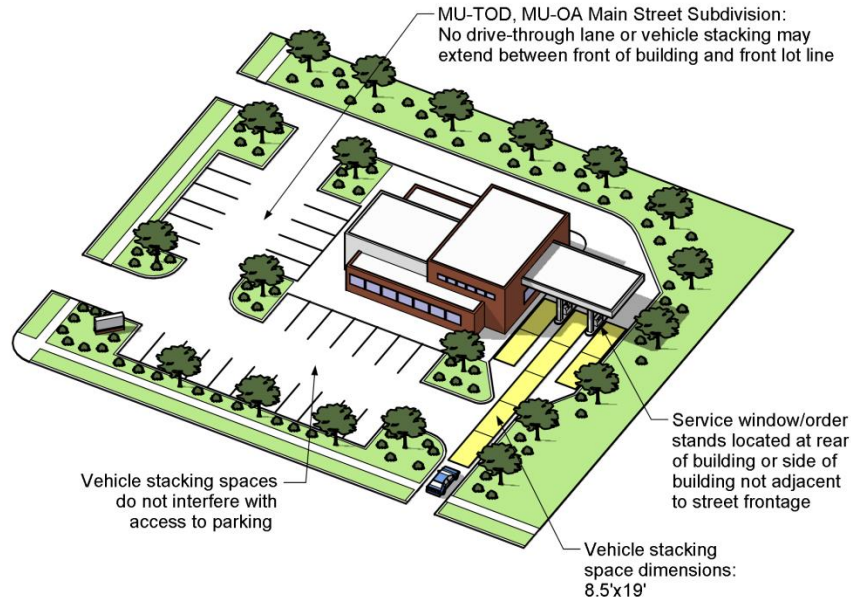 MU-TOD, MU-OA Main Street Subdivision:
No drive-through lane or vehicle stacking may
extend between front of building and front lot line
Service window/order
stands located at rear
of building or side of
building not adjacent
to street frontage
Vehicle stacking spaces
do not interfere with
access to parking
Vehicle stacking
space dimensions:
8.5'x19'